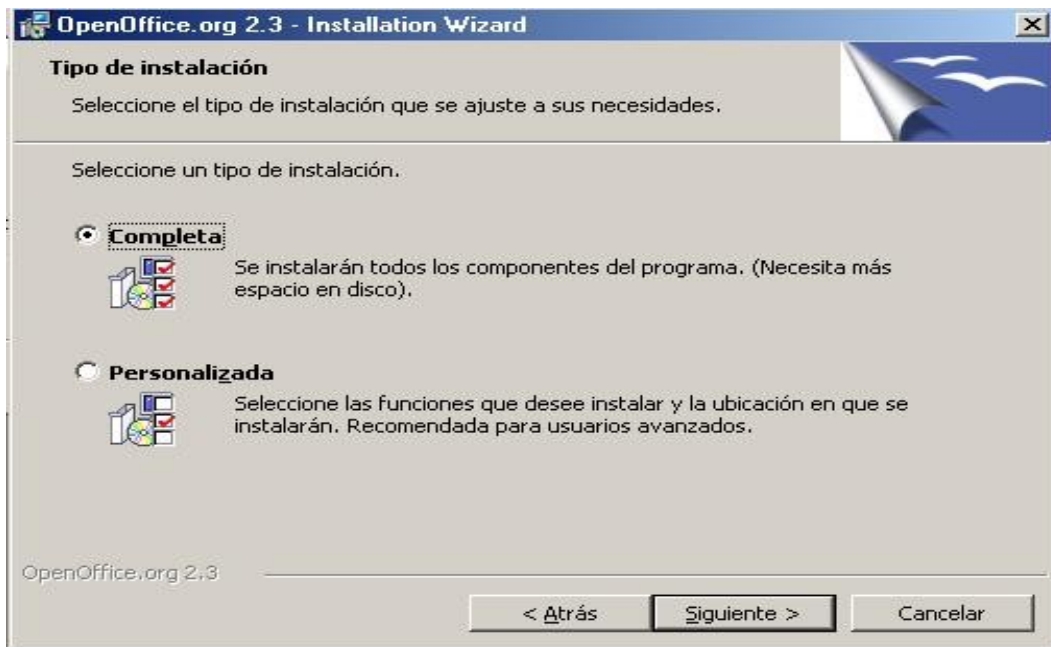 OpenOffice.org 2.3 - Installation Wizard
Tipo de instalación
Seleccione el tipo de instalación que se ajuste a sus necesidades.
Seleccione un tipo de instalación.
Completa
Se instalarán todos los componentes del programa. (Necesita más
espacio en disco).
Personalizada
Seleccione las funciones que desee instalar y la ubicación en que se
instalarán. Recomendada para usuarios avanzados.
OpenOffice.org 2.3
< Atrás Siguiente > Cancelar